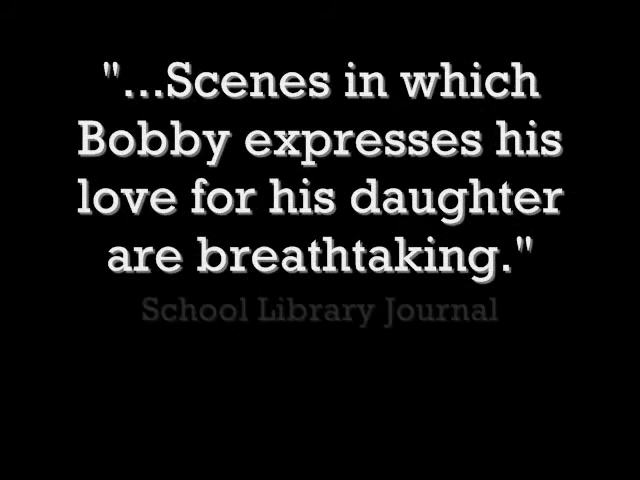 "...Scenes in which
Bobby expresses his
love for his daughter
are breathtaking."
School Library Journal